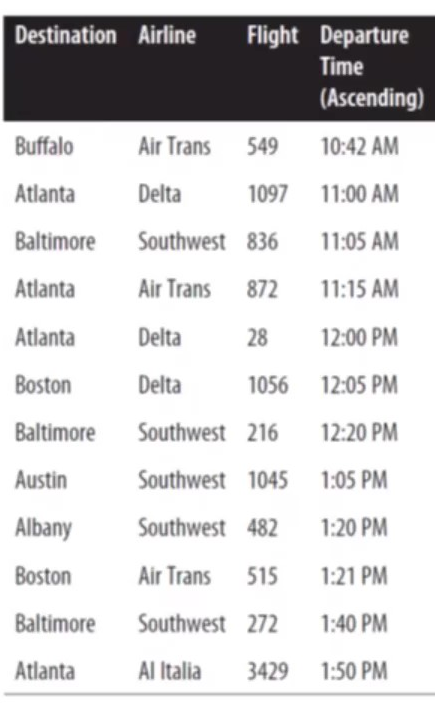 Destination Airline Flight Departure
Time
(Ascending)
Buffalo Air Trans 549 10:42 AM
Atlanta Delta 1097 11:00 AM
Baltimore Southwest 836 11:05 AM
Atlanta Air Trans 872 11:15 AM
Atlanta Delta 28 12:00 PM
Boston Delta 1056 12:05 PM
Baltimore Southwest 216 12:20 PM
Austin Southwest 1045 1:05 PM
Albany Southwest 482 1:20 PM
Boston Air Trans 515 1:21 PM
Baltimore Southwest 272 1:40 PM
Atlanta Al Italia 3429 1:50 PM